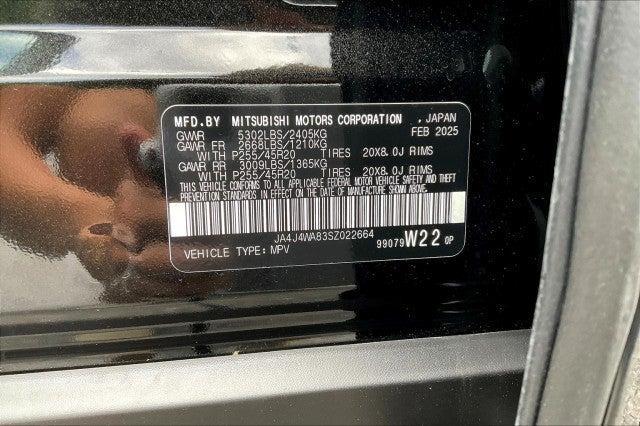 MFD.BY MITSUBISHI MOTORS CORPORATION , JAPAN
GVWR 5302LBS/2405KG FEB 2025
GAWR FR 2668LBS/1210KG
WITH P255/45R20 TIRES 20X8.0J RIMS
GAWR RR 3009LBS/1365KG
WITH P255/45R20 TIRES 20X8.0J RIMS
THIS VEHICLE CONFORMS TO ALL APPLICABLE FEDERAL MOTOR VEHICLE SAFETY AND THEFT
PREVENTION STANDARDS IN EFFECT ON THE DATE OF MANUFACTURE SHOWN ABOVE.
JA4J4WA83SZ022664
VEHICLE TYPE: MPV 99079 W22 0P